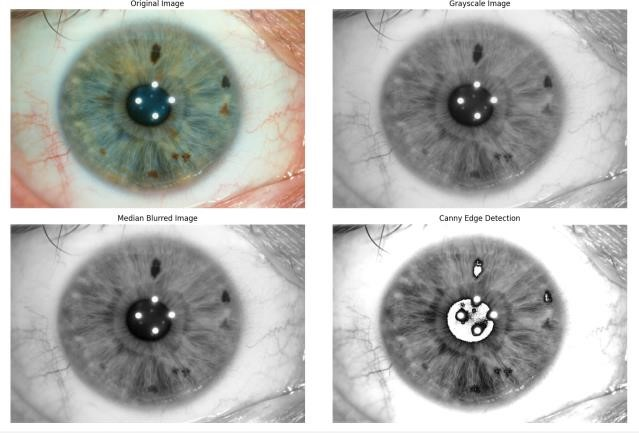 Original Image
Grayscale Image
Median Blurred Image
Canny Edge Detection